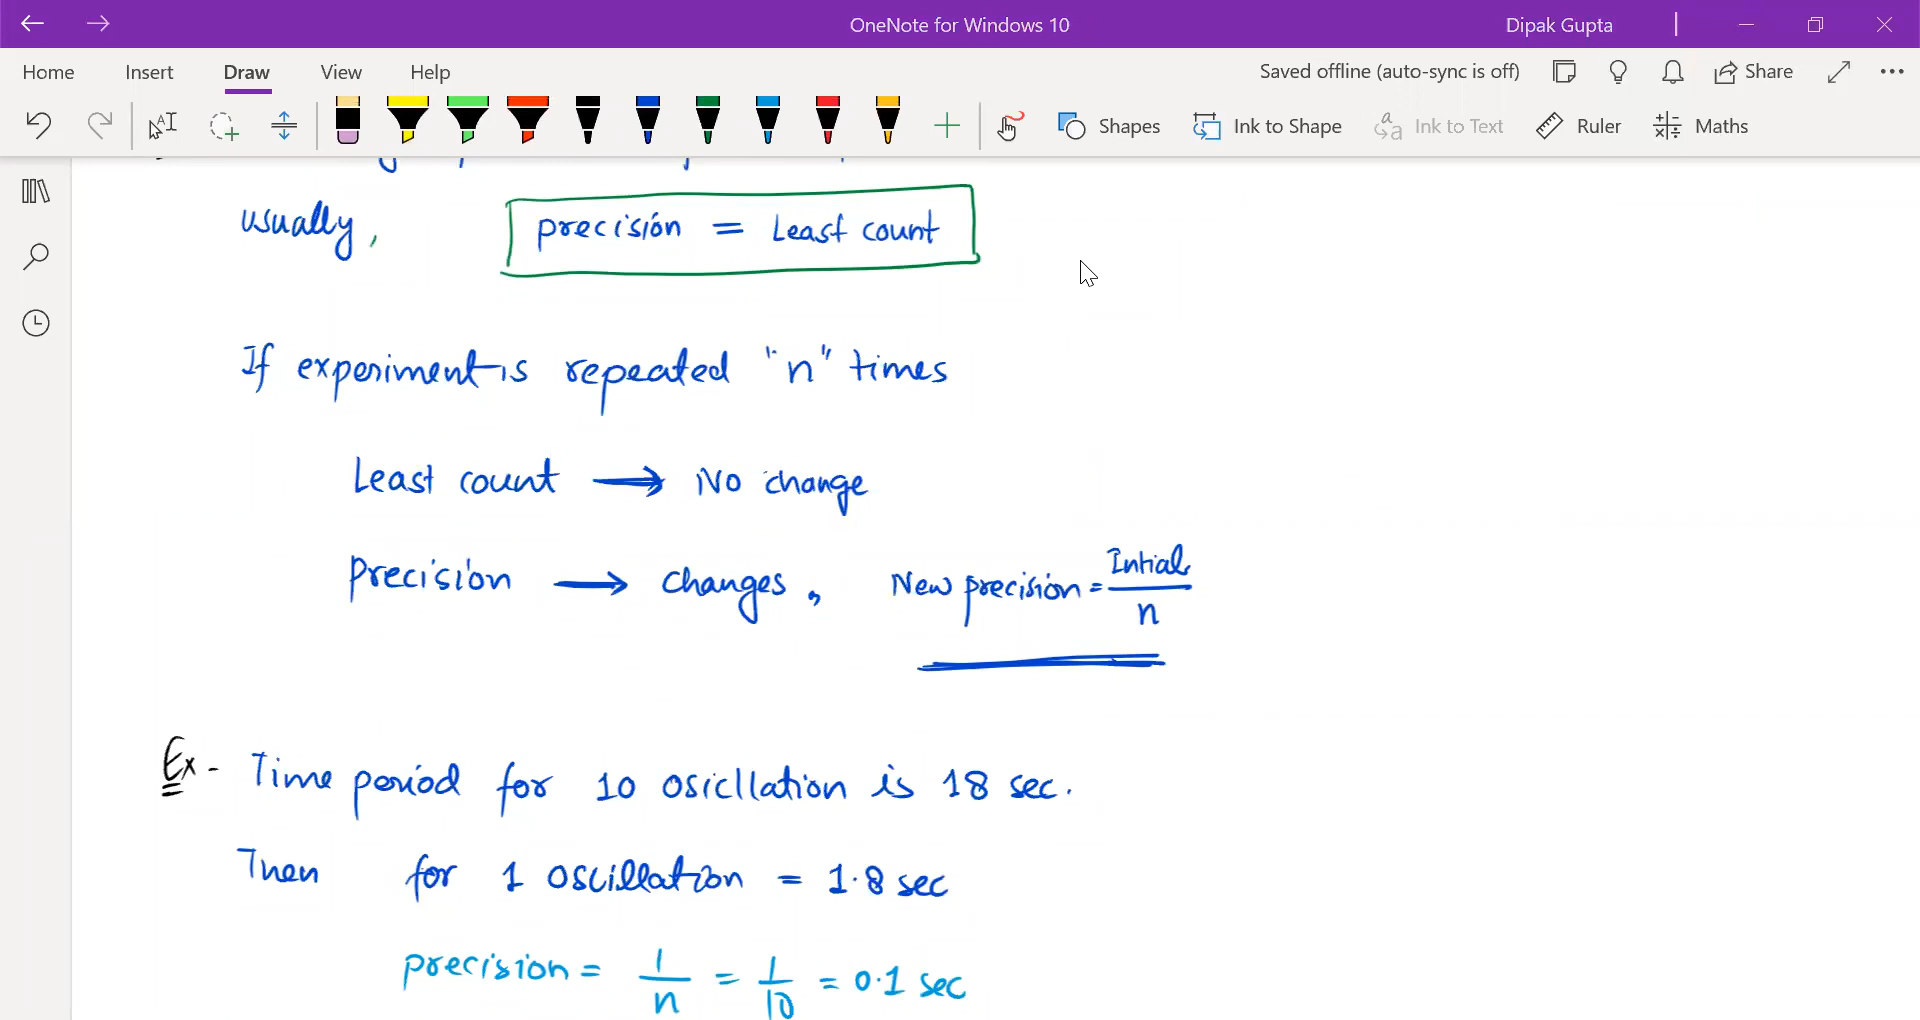 OneNote for Windows 10
Dipak Gupta
Home Insert Draw View Help
Saved offline (auto-sync is off) Share
Shapes Ink to Shape Ink to Text Ruler Maths
usually, precision = Least count
If experiment is repeated "n" times
Least count → No change
Precision → changes, New precision = Intial / n
Ex - Time period for 10 osicllation is 18 sec.
Then for 1 oscillation = 1.8 sec
precision = 1/n = 1/10 = 0.1 sec